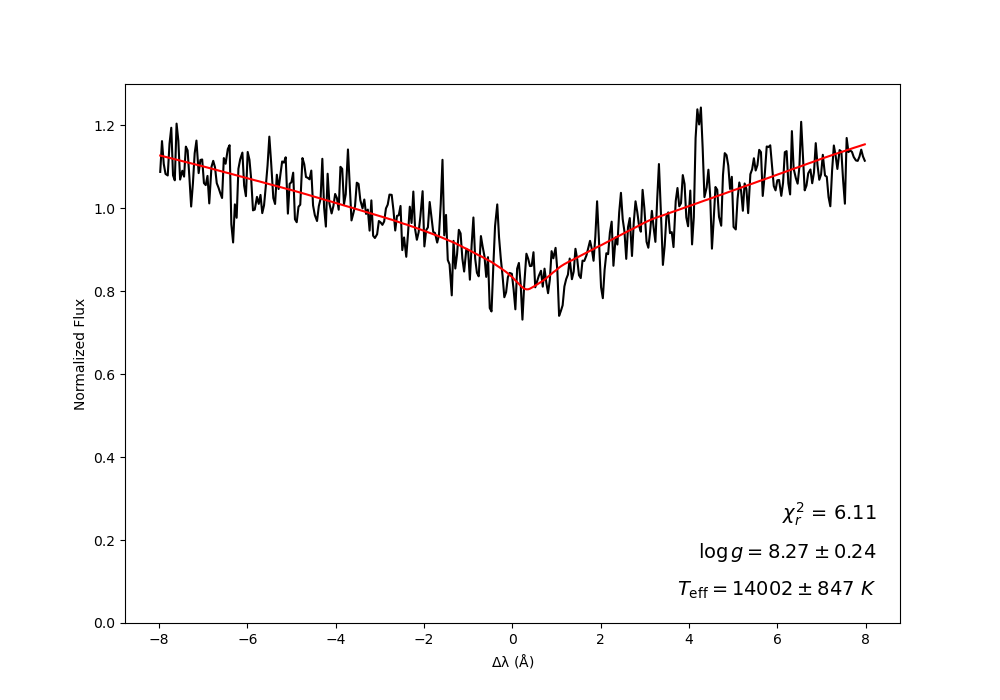 1.2
1.0
0.8
0.6
0.4
0.2
0.0
Normalized Flux
χ²ᵣ = 6.11
log g = 8.27 ± 0.24
T_eff = 14002 ± 847 K
−8 −6 −4 −2 0 2 4 6 8
Δλ (Å)